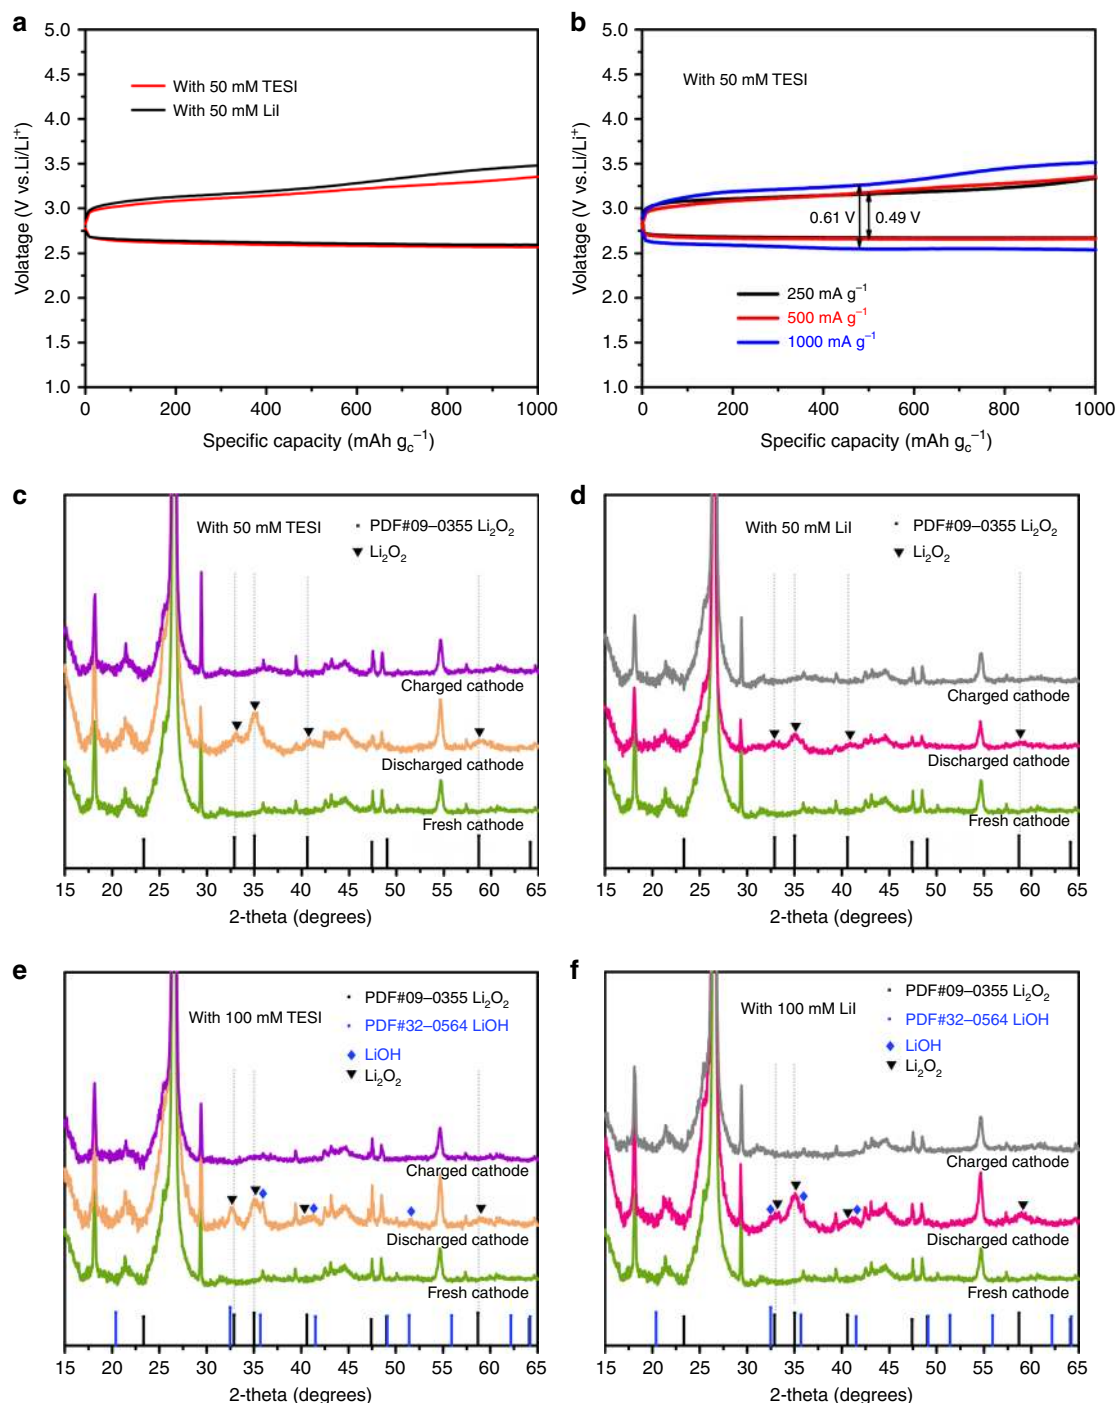 a
Volatage (V vs.Li/Li⁺)
5.0
4.5
4.0
3.5
3.0
2.5
2.0
1.5
1.0
With 50 mM TESI
With 50 mM LiI
0 200 400 600 800 1000
Specific capacity (mAh g_c⁻¹)
b
Volatage (V vs.Li/Li⁺)
5.0
4.5
4.0
3.5
3.0
2.5
2.0
1.5
1.0
With 50 mM TESI
0.61 V
0.49 V
250 mA g⁻¹
500 mA g⁻¹
1000 mA g⁻¹
0 200 400 600 800 1000
Specific capacity (mAh g_c⁻¹)
c
With 50 mM TESI
PDF#09–0355 Li₂O₂
Li₂O₂
Charged cathode
Discharged cathode
Fresh cathode
15 20 25 30 35 40 45 50 55 60 65
2-theta (degrees)
d
With 50 mM LiI
PDF#09–0355 Li₂O₂
Li₂O₂
Charged cathode
Discharged cathode
Fresh cathode
15 20 25 30 35 40 45 50 55 60 65
2-theta (degrees)
e
With 100 mM TESI
PDF#09–0355 Li₂O₂
PDF#32–0564 LiOH
LiOH
Li₂O₂
Charged cathode
Discharged cathode
Fresh cathode
15 20 25 30 35 40 45 50 55 60 65
2-theta (degrees)
f
With 100 mM LiI
PDF#09–0355 Li₂O₂
PDF#32–0564 LiOH
LiOH
Li₂O₂
Charged cathode
Discharged cathode
Fresh cathode
15 20 25 30 35 40 45 50 55 60 65
2-theta (degrees)